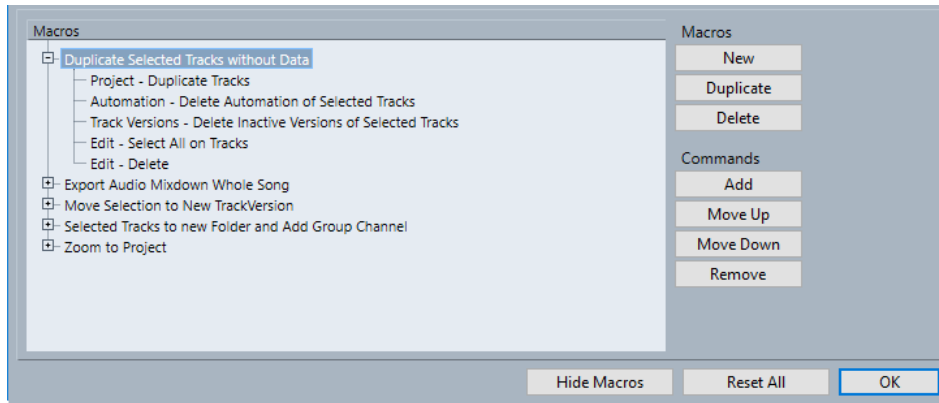 Macros
Duplicate Selected Tracks without Data
Project - Duplicate Tracks
Automation - Delete Automation of Selected Tracks
Track Versions - Delete Inactive Versions of Selected Tracks
Edit - Select All on Tracks
Edit - Delete
Export Audio Mixdown Whole Song
Move Selection to New TrackVersion
Selected Tracks to new Folder and Add Group Channel
Zoom to Project
Macros
New
Duplicate
Delete
Commands
Add
Move Up
Move Down
Remove
Hide Macros
Reset All
OK